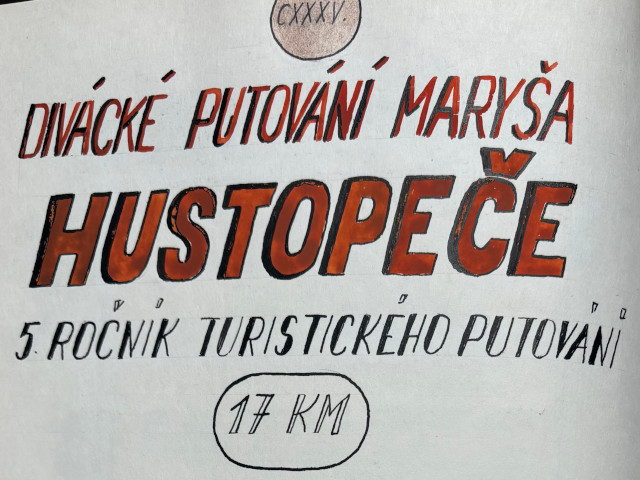 CXXXV.
DIVÁCKÉ PUTOVÁNÍ MARYŠA
HUSTOPEČE
5. ROČNÍK TURISTICKÉHO PUTOVÁNÍ
17 KM